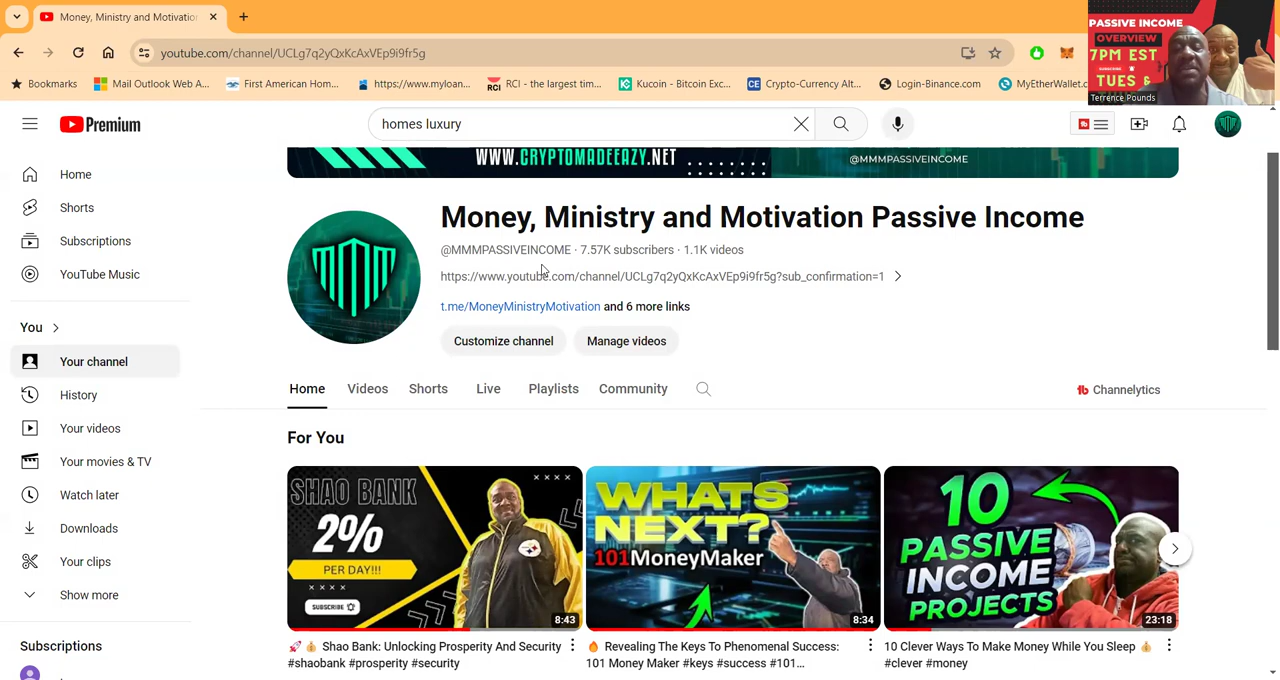 Money, Ministry and Motivation
youtube.com/channel/UCLg7q2yQxKcAxVEp9i9fr5g
Bookmarks
Mail Outlook Web A...
First American Hom...
https://www.myloan...
RCI - the largest tim...
Kucoin - Bitcoin Exc...
Crypto-Currency Alt...
Login-Binance.com
MyEtherWallet.c
PASSIVE INCOME
OVERVIEW
7PM EST
TUES &
Terrence Pounds
Premium
homes luxury
WWW.CRYPTOMADEEAZY.NET
@MMMPASSIVEINCOME
Home
Shorts
Subscriptions
YouTube Music
You
Your channel
History
Your videos
Your movies & TV
Watch later
Downloads
Your clips
Show more
Subscriptions
Money, Ministry and Motivation Passive Income
@MMMPASSIVEINCOME · 7.57K subscribers · 1.1K videos
https://www.youtube.com/channel/UCLg7q2yQxKcAxVEp9i9fr5g?sub_confirmation=1
t.me/MoneyMinistryMotivation and 6 more links
Customize channel
Manage videos
Home
Videos
Shorts
Live
Playlists
Community
Channelytics
For You
SHAO BANK
2%
PER DAY!!!
SUBSCRIBE
8:43
WHATS
NEXT?
101MoneyMaker
8:34
10
PASSIVE
INCOME
PROJECTS
23:18
🚀 💰 Shao Bank: Unlocking Prosperity And Security
#shaobank #prosperity #security
🔥 Revealing The Keys To Phenomenal Success:
101 Money Maker #keys #success #101...
10 Clever Ways To Make Money While You Sleep 💰
#clever #money